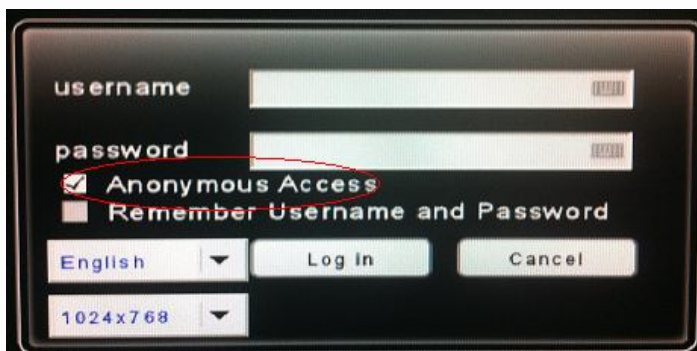 username
password
Anonymous Access
Remember Username and Password
English
Log in
Cancel
1024x768